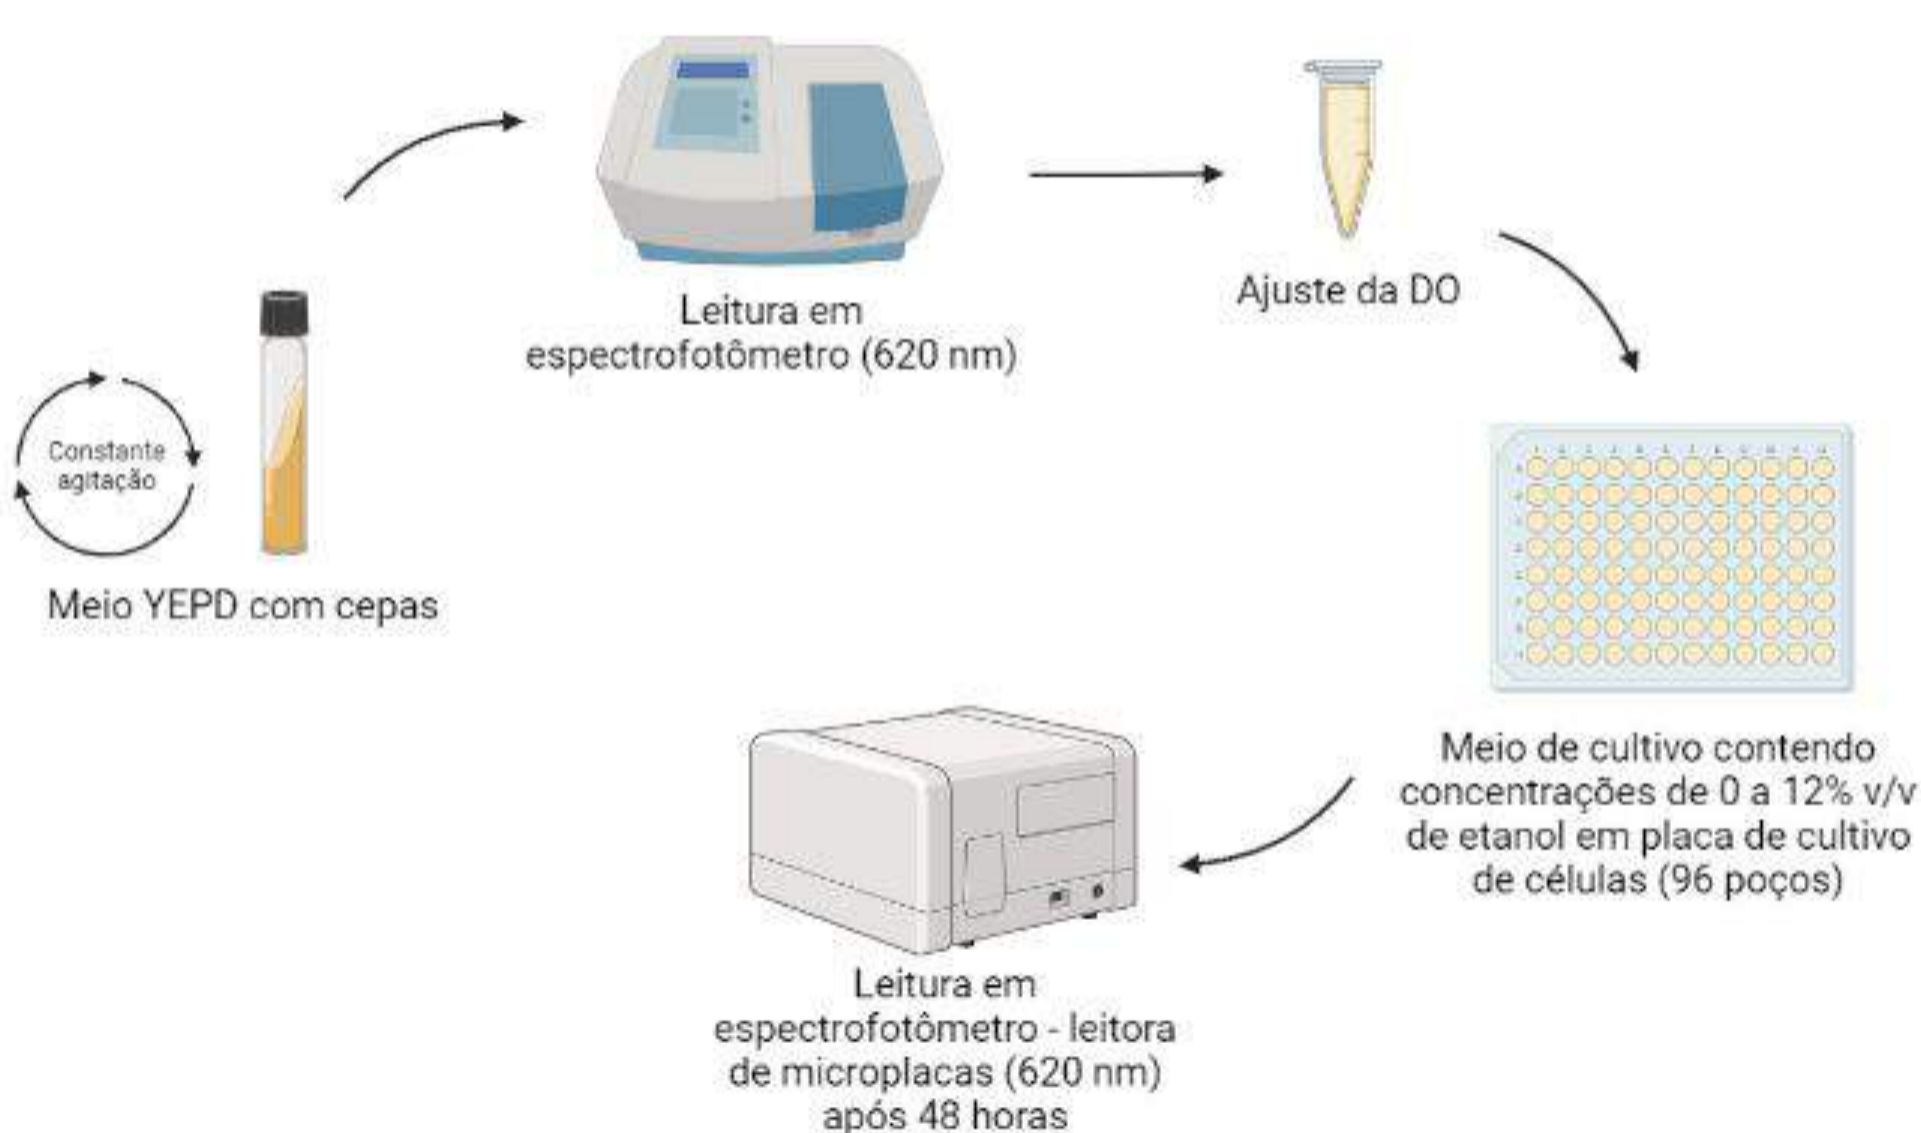 Constante
agitação
Meio YEPD com cepas
Leitura em
espectrofotômetro (620 nm)
Ajuste da DO
Meio de cultivo contendo
concentrações de 0 a 12% v/v
de etanol em placa de cultivo
de células (96 poços)
Leitura em
espectrofotômetro - leitora
de microplacas (620 nm)
após 48 horas